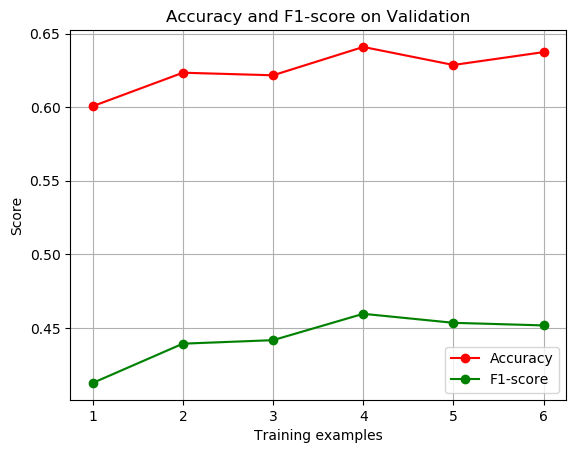 Accuracy and F1-score on Validation
0.65
0.60
0.55
0.50
0.45
Score
1 2 3 4 5 6
Training examples
Accuracy
F1-score